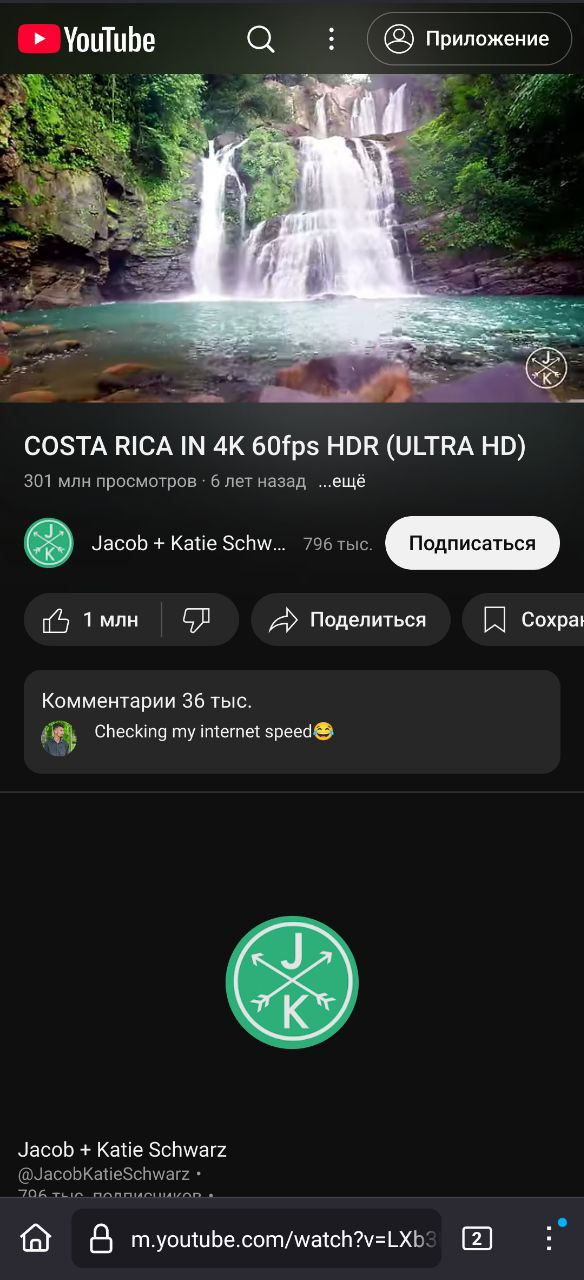 YouTube
Приложение
J
K
COSTA RICA IN 4K 60fps HDR (ULTRA HD)
301 млн просмотров · 6 лет назад ...ещё
J
K
Jacob + Katie Schw... 796 тыс. Подписаться
1 млн Поделиться Сохра
Комментарии 36 тыс.
Checking my internet speed😂
J
K
Jacob + Katie Schwarz
@JacobKatieSchwarz •
796 тыс. подписчиков •
m.youtube.com/watch?v=LXb3
2